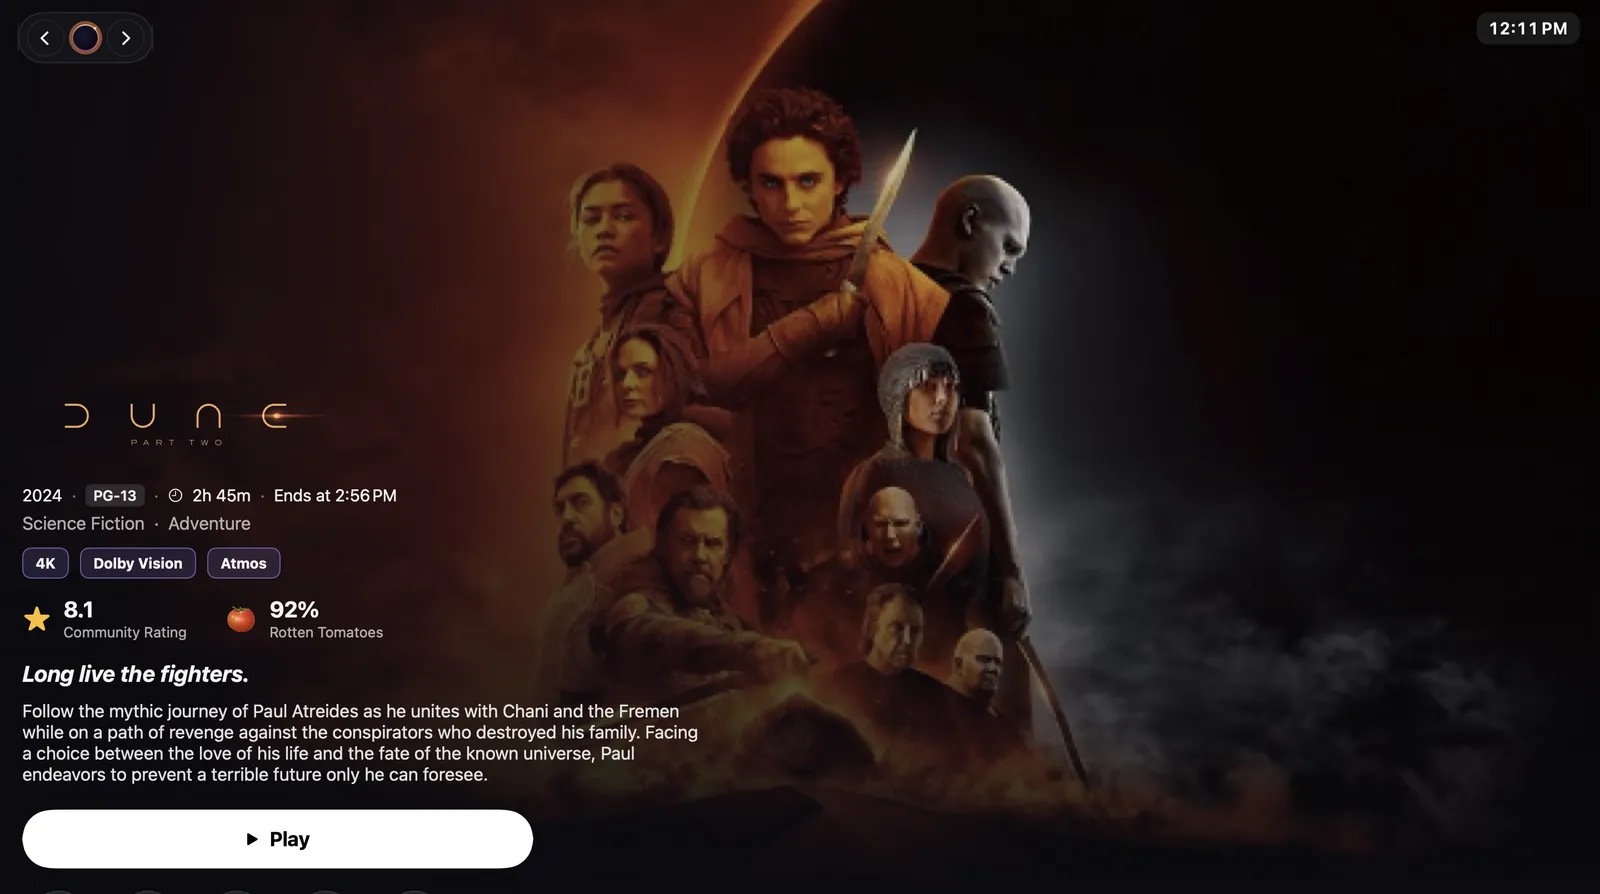 12:11 PM
DUNE
PART TWO
2024 · PG-13 · 2h 45m · Ends at 2:56 PM
Science Fiction · Adventure
4K Dolby Vision Atmos
8.1 92%
Community Rating Rotten Tomatoes
Long live the fighters.
Follow the mythic journey of Paul Atreides as he unites with Chani and the Fremen
while on a path of revenge against the conspirators who destroyed his family. Facing
a choice between the love of his life and the fate of the known universe, Paul
endeavors to prevent a terrible future only he can foresee.
Play